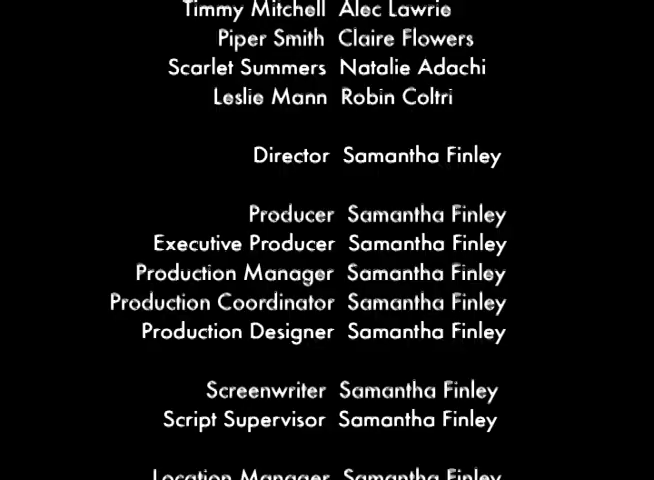 Timmy Mitchell Alec Lawrie
Piper Smith Claire Flowers
Scarlet Summers Natalie Adachi
Leslie Mann Robin Coltri
Director Samantha Finley
Producer Samantha Finley
Executive Producer Samantha Finley
Production Manager Samantha Finley
Production Coordinator Samantha Finley
Production Designer Samantha Finley
Screenwriter Samantha Finley
Script Supervisor Samantha Finley
Location Manager Samantha Finley